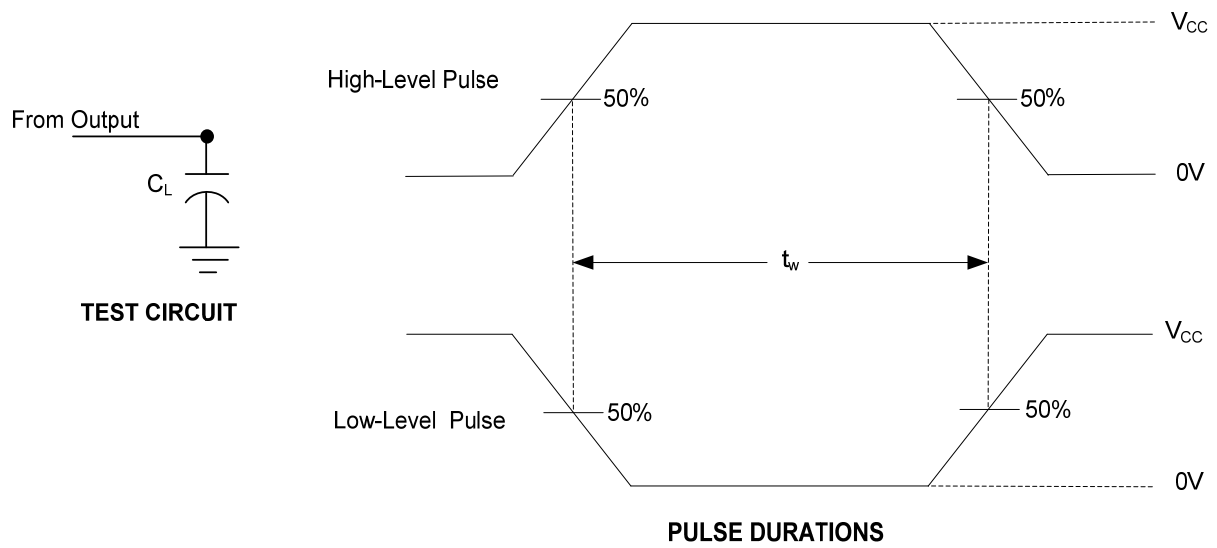 V_CC
High-Level Pulse
50%
50%
From Output
C_L
0V
t_w
TEST CIRCUIT
V_CC
50%
50%
Low-Level Pulse
0V
PULSE DURATIONS